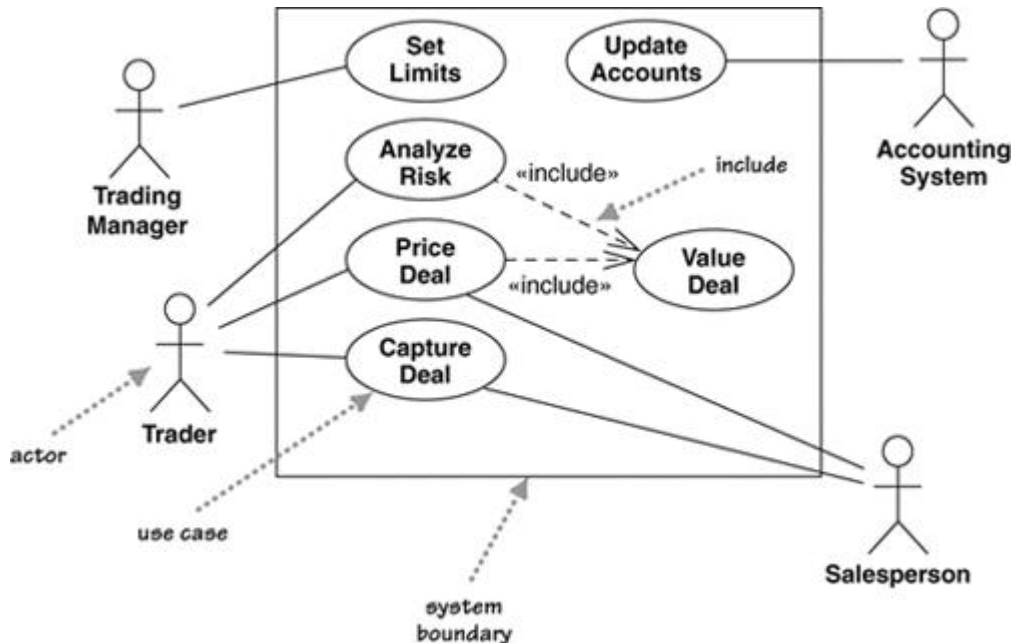 Set
Limits
Update
Accounts
Trading
Manager
Analyze
Risk
«include»
include
Accounting
System
Price
Deal
«include»
Value
Deal
Capture
Deal
Trader
actor
use case
Salesperson
system
boundary